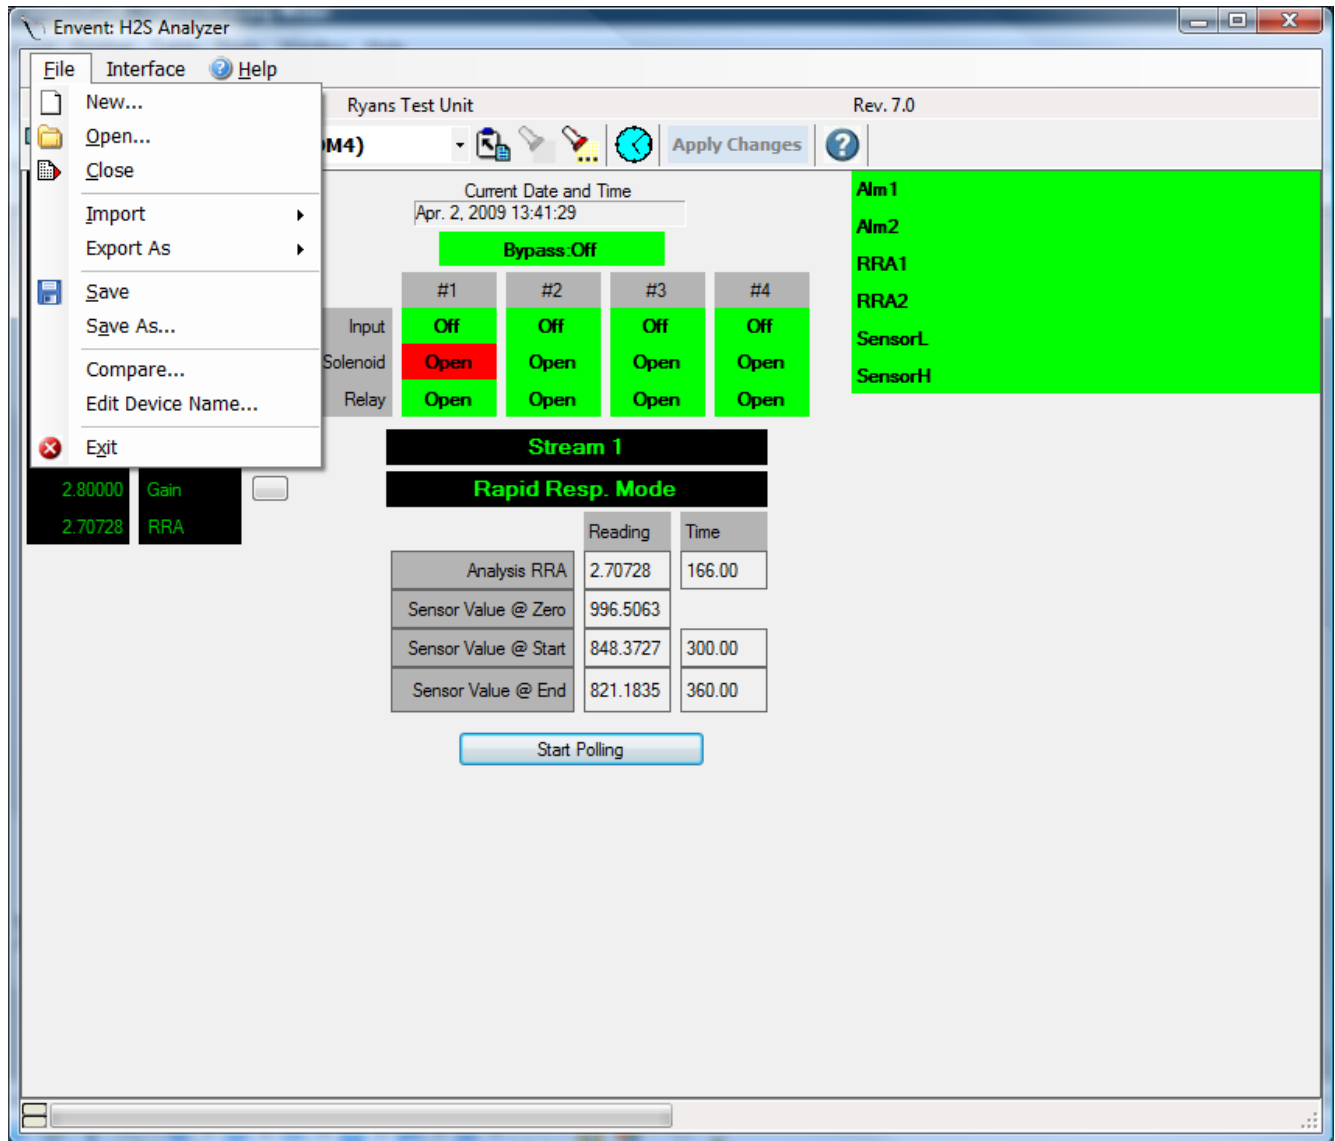 Envent: H2S Analyzer
File Interface Help
Ryans Test Unit Rev. 7.0
New...
Open...
Close
Import
Export As
Save
Save As...
Compare...
Edit Device Name...
Exit
M4) Apply Changes
Current Date and Time
Apr. 2, 2009 13:41:29
Bypass:Off
#1 #2 #3 #4
Input Off Off Off Off
Solenoid Open Open Open Open
Relay Open Open Open Open
Alm1
Alm2
RRA1
RRA2
SensorL
SensorH
Stream 1
Rapid Resp. Mode
2.80000 Gain
2.70728 RRA
Reading Time
Analysis RRA 2.70728 166.00
Sensor Value @ Zero 996.5063
Sensor Value @ Start 848.3727 300.00
Sensor Value @ End 821.1835 360.00
Start Polling